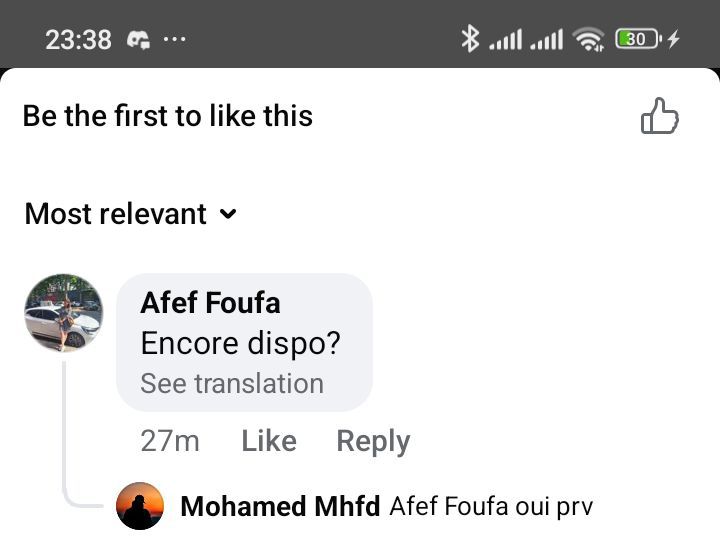 23:38 ... 30
Be the first to like this
Most relevant
Afef Foufa
Encore dispo?
See translation
27m Like Reply
Mohamed Mhfd Afef Foufa oui prv